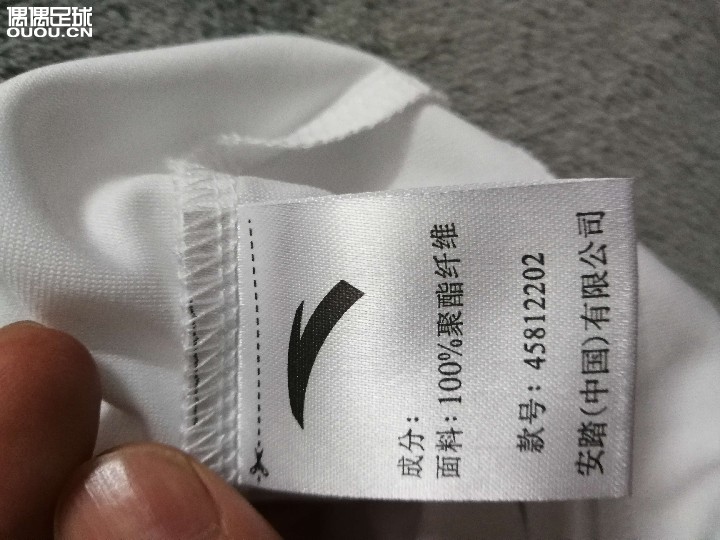 偶偶足球
OUOU.CN
成分：
面料：100%聚酯纤维
款号：45812202
安踏(中国)有限公司